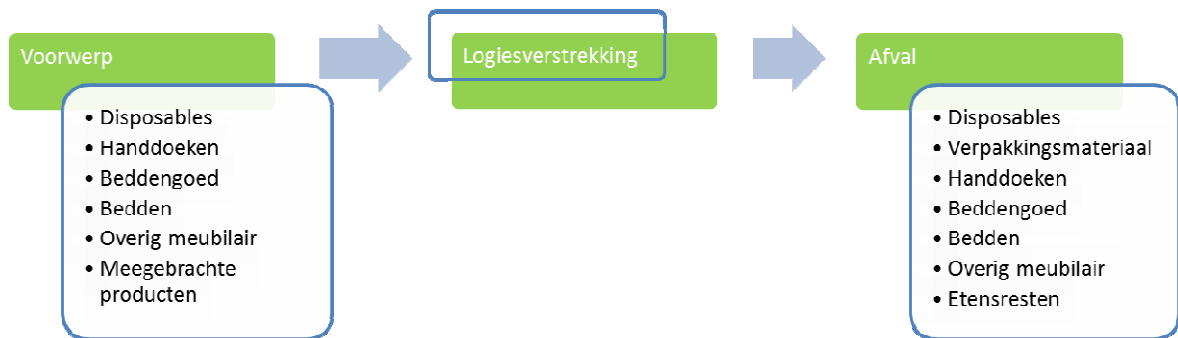 Voorwerp
• Disposables
• Handdoeken
• Beddengoed
• Bedden
• Overig meubilair
• Meegebrachte
producten
Logiesverstrekking
Afval
• Disposables
• Verpakkingsmateriaal
• Handdoeken
• Beddengoed
• Bedden
• Overig meubilair
• Etensresten